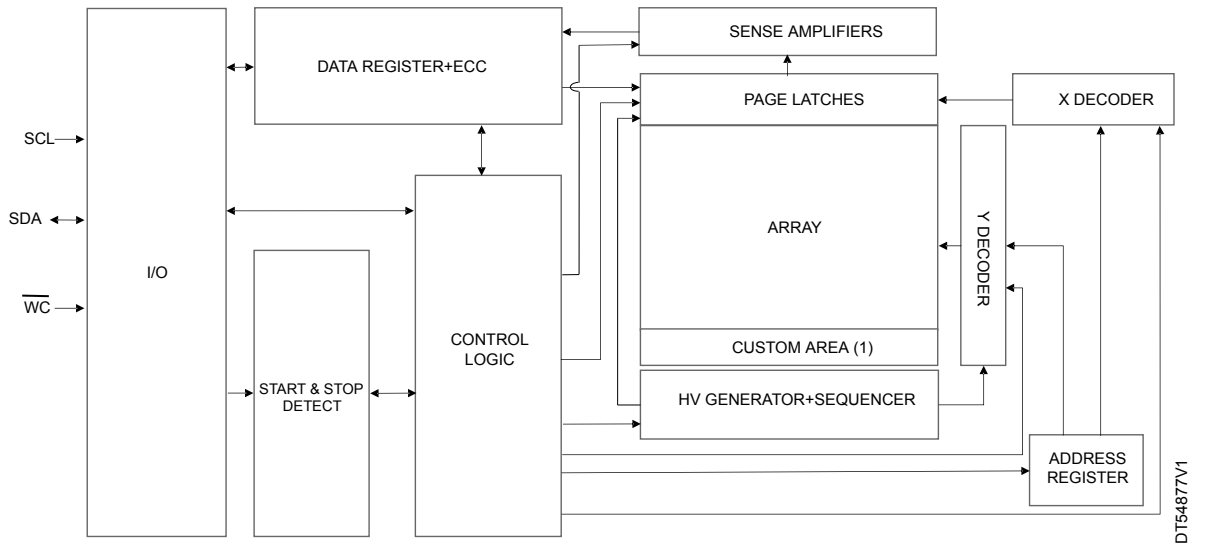 SENSE AMPLIFIERS
DATA REGISTER+ECC
PAGE LATCHES
X DECODER
SCL
SDA
WC
I/O
ARRAY
Y DECODER
CONTROL
LOGIC
CUSTOM AREA (1)
START & STOP
DETECT
HV GENERATOR+SEQUENCER
ADDRESS
REGISTER
DT54877V1